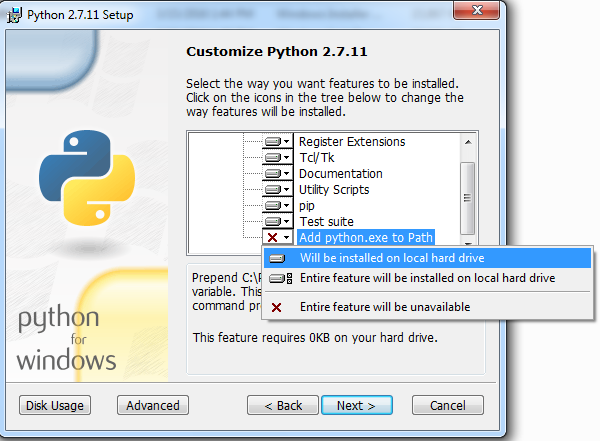 Python 2.7.11 Setup
Customize Python 2.7.11
Select the way you want features to be installed.
Click on the icons in the tree below to change the
way features will be installed.
Register Extensions
Tcl/Tk
Documentation
Utility Scripts
pip
Test suite
Add python.exe to Path
Will be installed on local hard drive
Entire feature will be installed on local hard drive
Entire feature will be unavailable
Prepend C:\
variable. This
command
This feature requires 0KB on your hard drive.
python
for
windows
Disk Usage
Advanced
< Back
Next >
Cancel